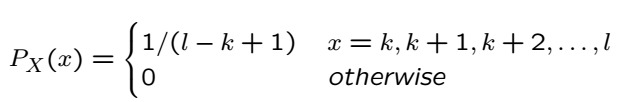 P_X(x) = { 1/(l − k + 1)   x = k, k + 1, k + 2, . . . , l
0   otherwise